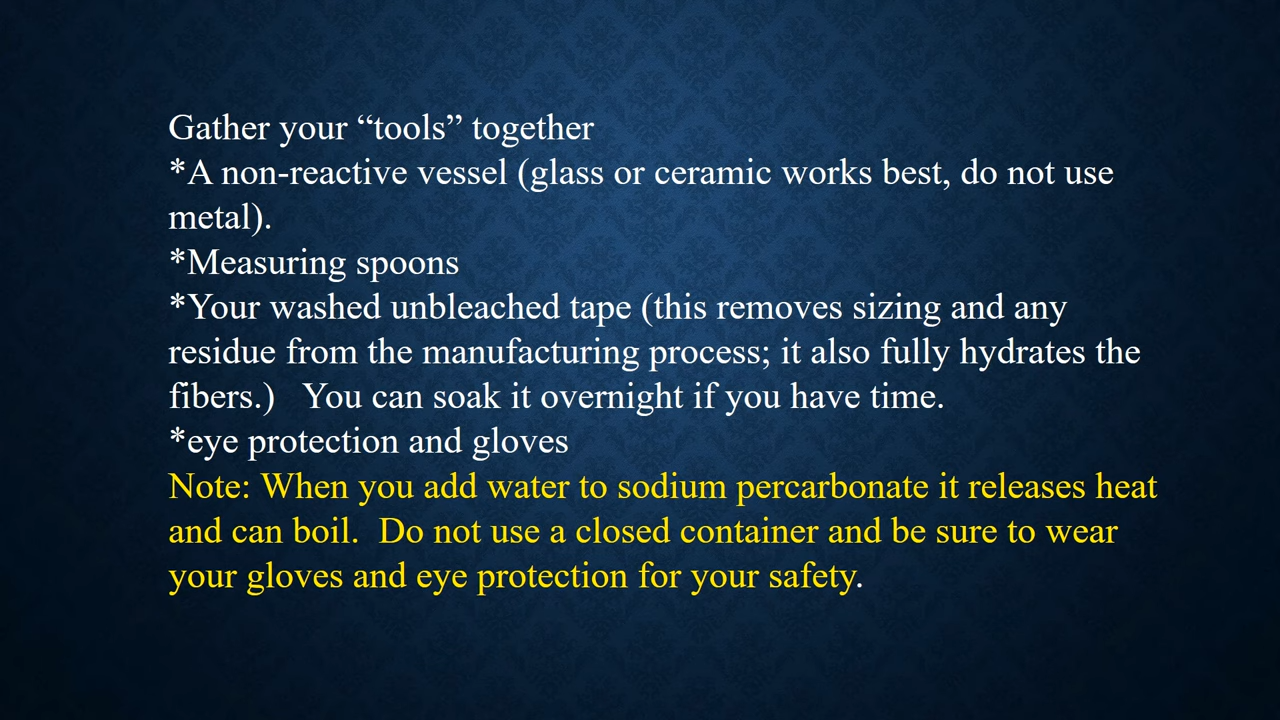 Gather your “tools” together
*A non-reactive vessel (glass or ceramic works best, do not use
metal).
*Measuring spoons
*Your washed unbleached tape (this removes sizing and any
residue from the manufacturing process; it also fully hydrates the
fibers.)   You can soak it overnight if you have time.
*eye protection and gloves
Note: When you add water to sodium percarbonate it releases heat
and can boil.  Do not use a closed container and be sure to wear
your gloves and eye protection for your safety.